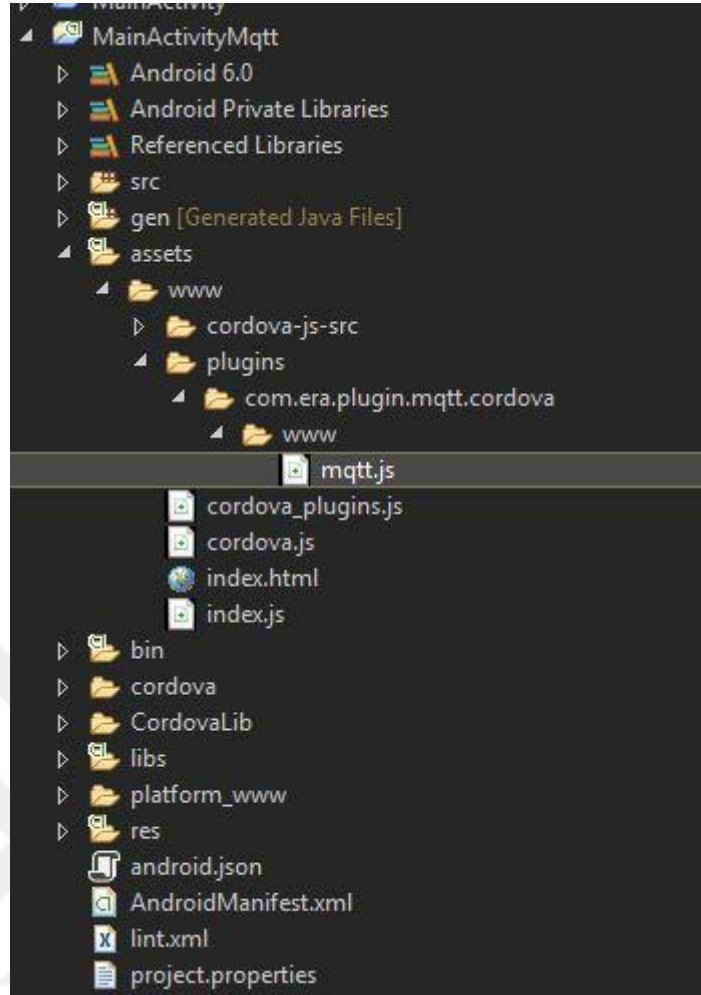 MainActivity
MainActivityMqtt
Android 6.0
Android Private Libraries
Referenced Libraries
src
gen [Generated Java Files]
assets
www
cordova-js-src
plugins
com.era.plugin.mqtt.cordova
www
mqtt.js
cordova_plugins.js
cordova.js
index.html
index.js
bin
cordova
CordovaLib
libs
platform_www
res
android.json
AndroidManifest.xml
lint.xml
project.properties